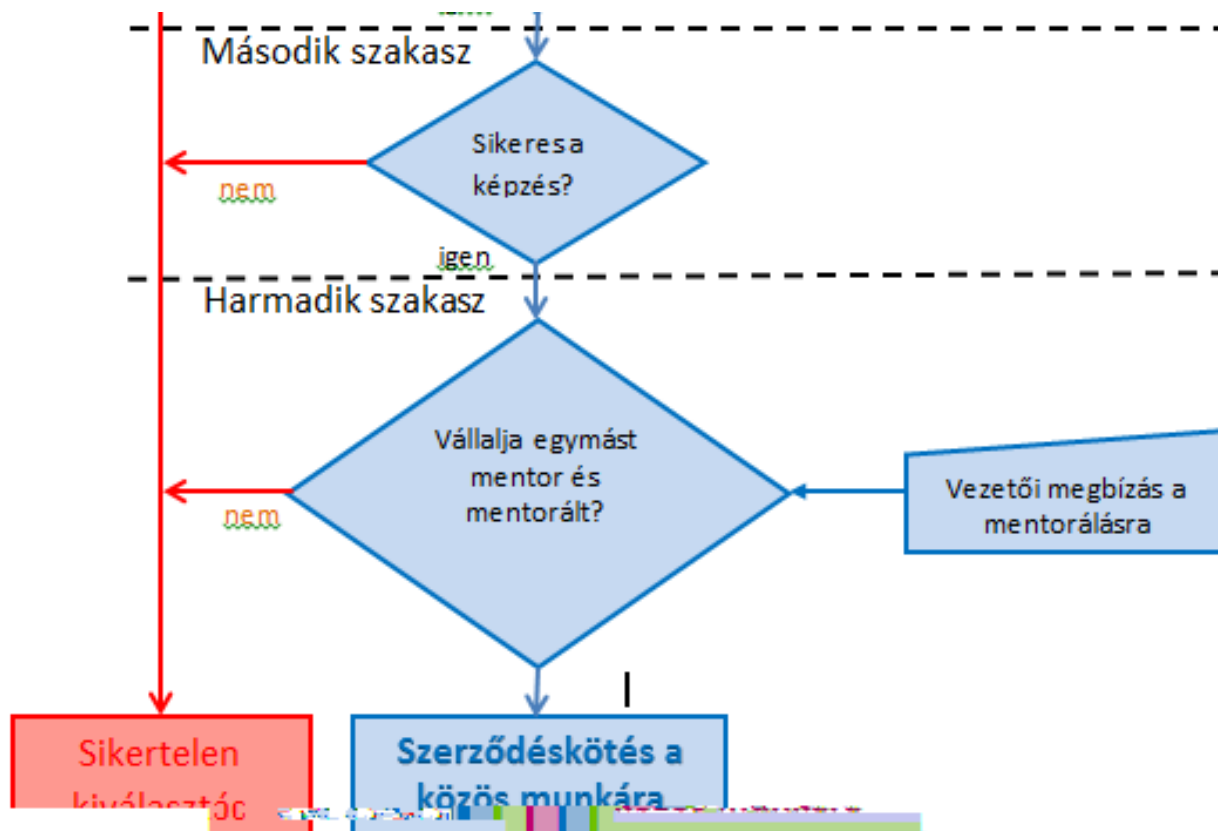 Második szakasz
Sikeres a
képzés?
nem
igen
Harmadik szakasz
Vállalja egymást
mentor és
mentorált?
nem
Vezetői megbízás a
mentorálásra
Sikertelen
Szerződéskötés a
közös munkára